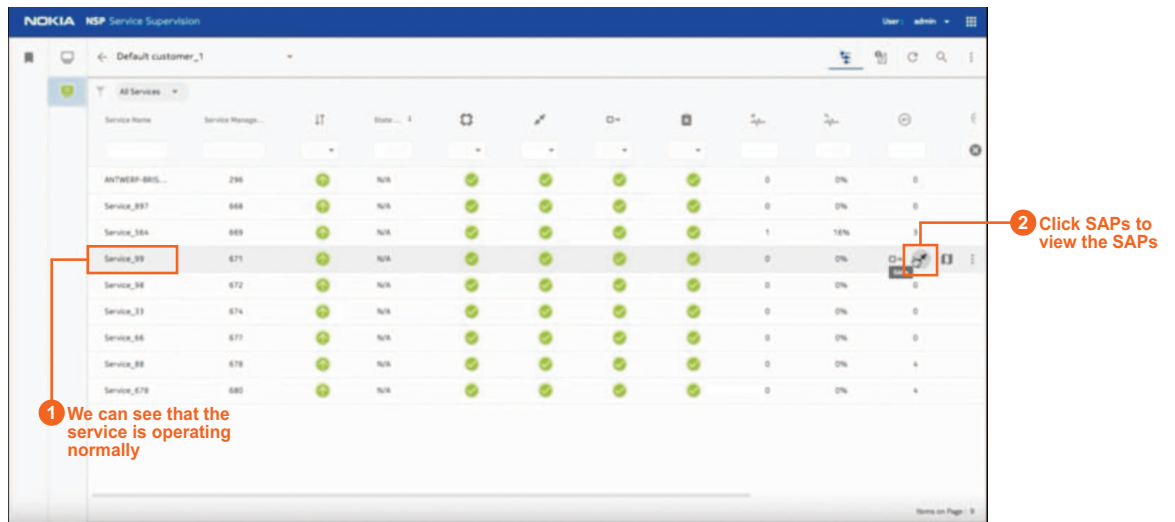 NOKIA NSP Service Supervision User: admin
Default customer_1
All Services
Service Name Service Manage... State...
ANTWERP-BRIS... 296 N/A 0 0% 0
Service_897 668 N/A 0 0% 0
Service_564 669 N/A 1 16% 3
Service_99 671 N/A 0 0%
Service_98 672 N/A 0 0% 0
Service_33 674 N/A 0 0% 0
Service_66 677 N/A 0 0% 0
Service_88 678 N/A 0 0% 4
Service_678 680 N/A 0 0% 4
Items on Page: 9
1 We can see that the
service is operating
normally
2 Click SAPs to
view the SAPs